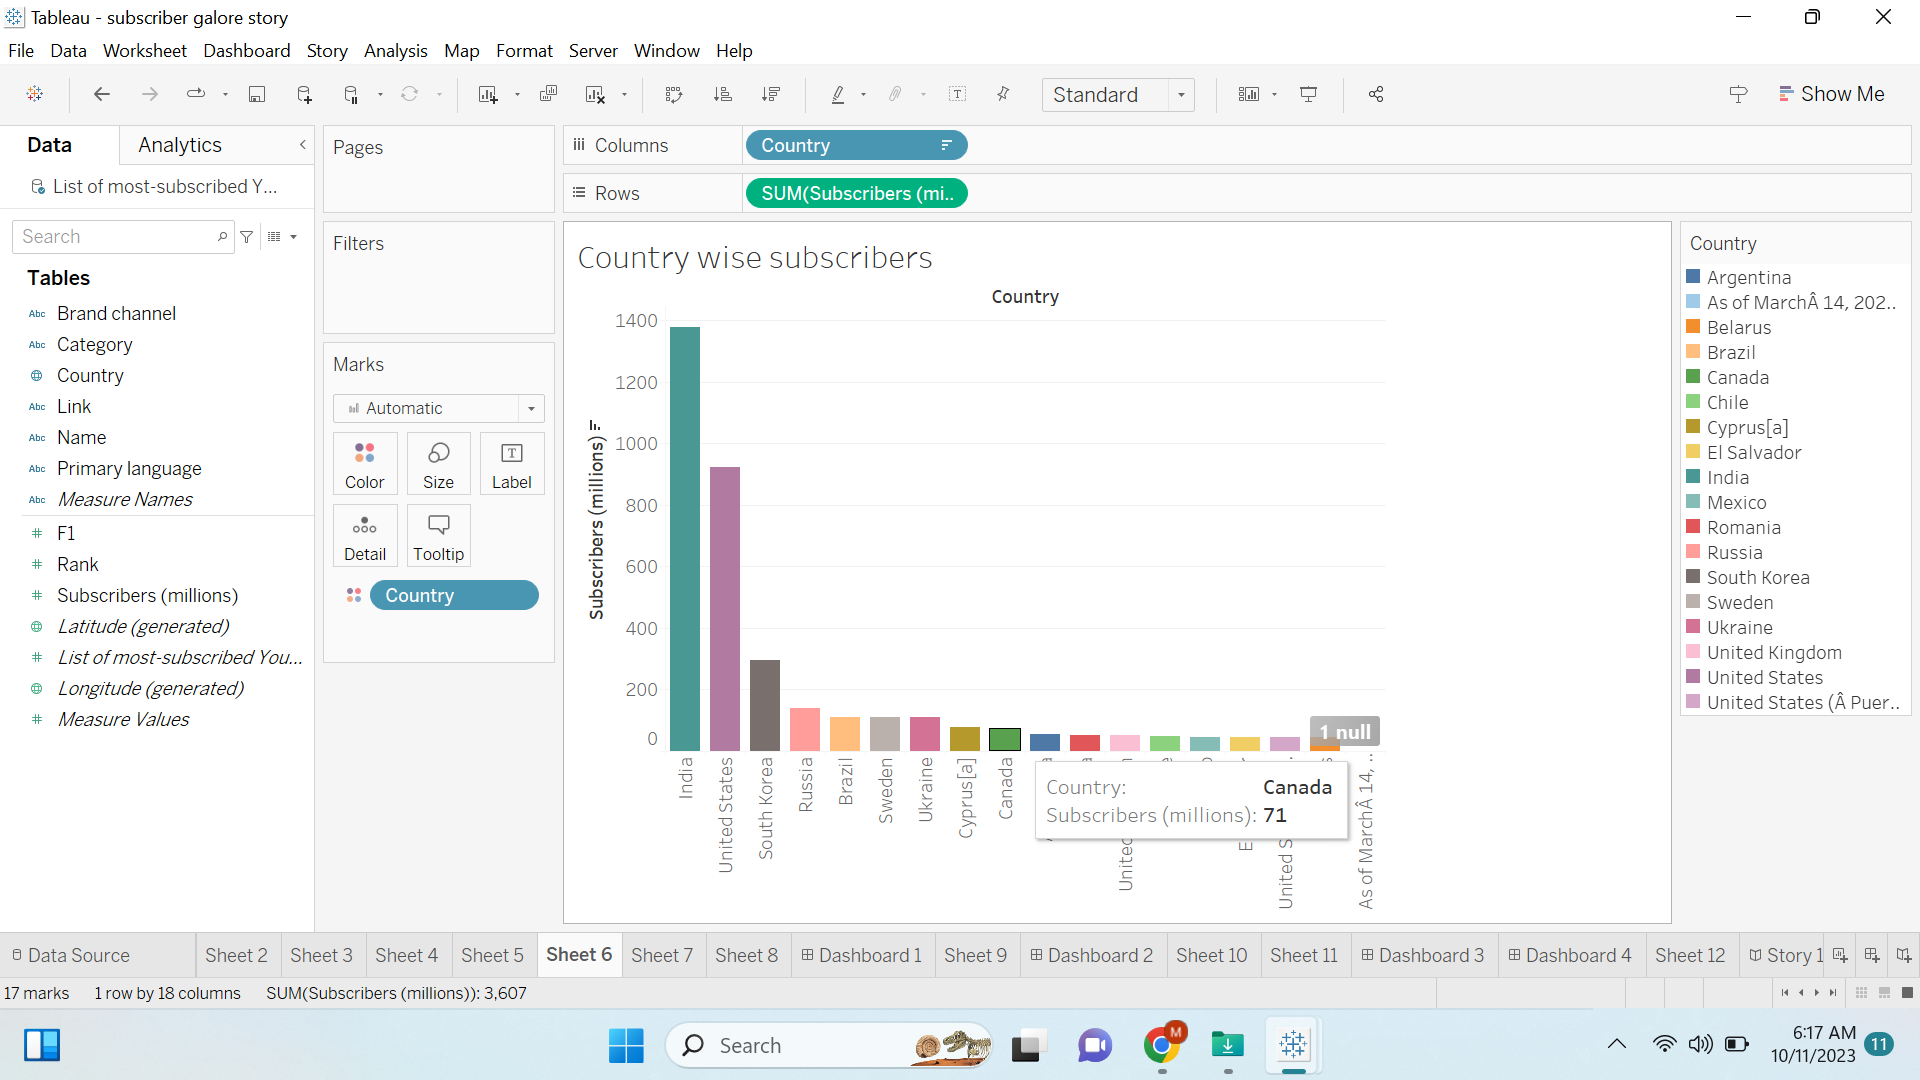 Tableau - subscriber galore story
File Data Worksheet Dashboard Story Analysis Map Format Server Window Help
Standard
Show Me
Data
Analytics
List of most-subscribed Y...
Search
Tables
Abc Brand channel
Abc Category
Country
Abc Link
Abc Name
Abc Primary language
Abc Measure Names
# F1
# Rank
# Subscribers (millions)
Latitude (generated)
# List of most-subscribed You...
Longitude (generated)
# Measure Values
Pages
Filters
Marks
Automatic
Color
Size
T Label
Detail
Tooltip
Country
Columns
Country
Rows
SUM(Subscribers (mi..
Country wise subscribers
Country
Subscribers (millions)
1400
1200
1000
800
600
400
200
0
India
United States
South Korea
Russia
Brazil
Sweden
Ukraine
Cyprus[a]
Canada
As of MarchÂ 14, ..
1 null
Country: Canada
Subscribers (millions): 71
Country
Argentina
As of MarchÂ 14, 202..
Belarus
Brazil
Canada
Chile
Cyprus[a]
El Salvador
India
Mexico
Romania
Russia
South Korea
Sweden
Ukraine
United Kingdom
United States
United States (Â Puer..
Data Source
Sheet 2
Sheet 3
Sheet 4
Sheet 5
Sheet 6
Sheet 7
Sheet 8
Dashboard 1
Sheet 9
Dashboard 2
Sheet 10
Sheet 11
Dashboard 3
Dashboard 4
Sheet 12
Story 1
17 marks
1 row by 18 columns
SUM(Subscribers (millions)): 3,607
Search
M
6:17 AM
10/11/2023
11